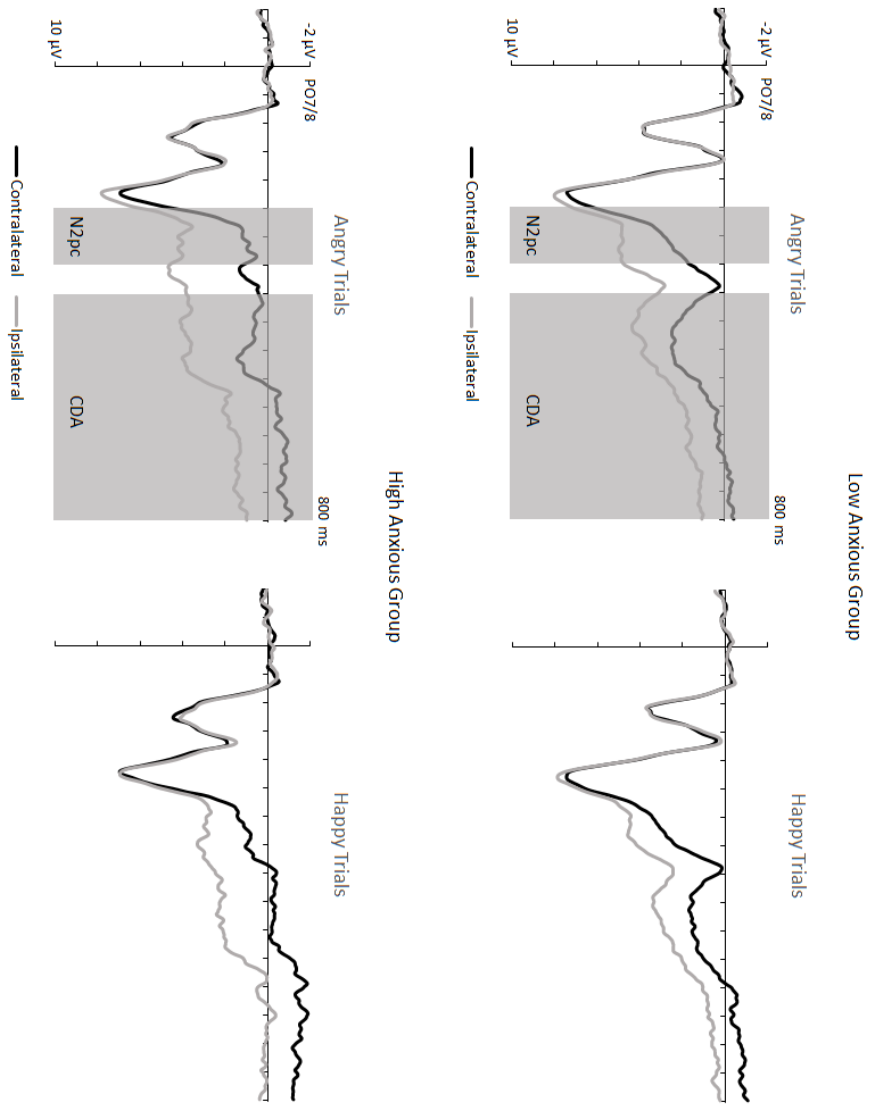 Low Anxious Group
Angry Trials
Happy Trials
-2 µV
PO7/8
800 ms
N2pc
CDA
10 µV
Contralateral
Ipsilateral
High Anxious Group
Angry Trials
Happy Trials
-2 µV
PO7/8
800 ms
N2pc
CDA
10 µV
Contralateral
Ipsilateral